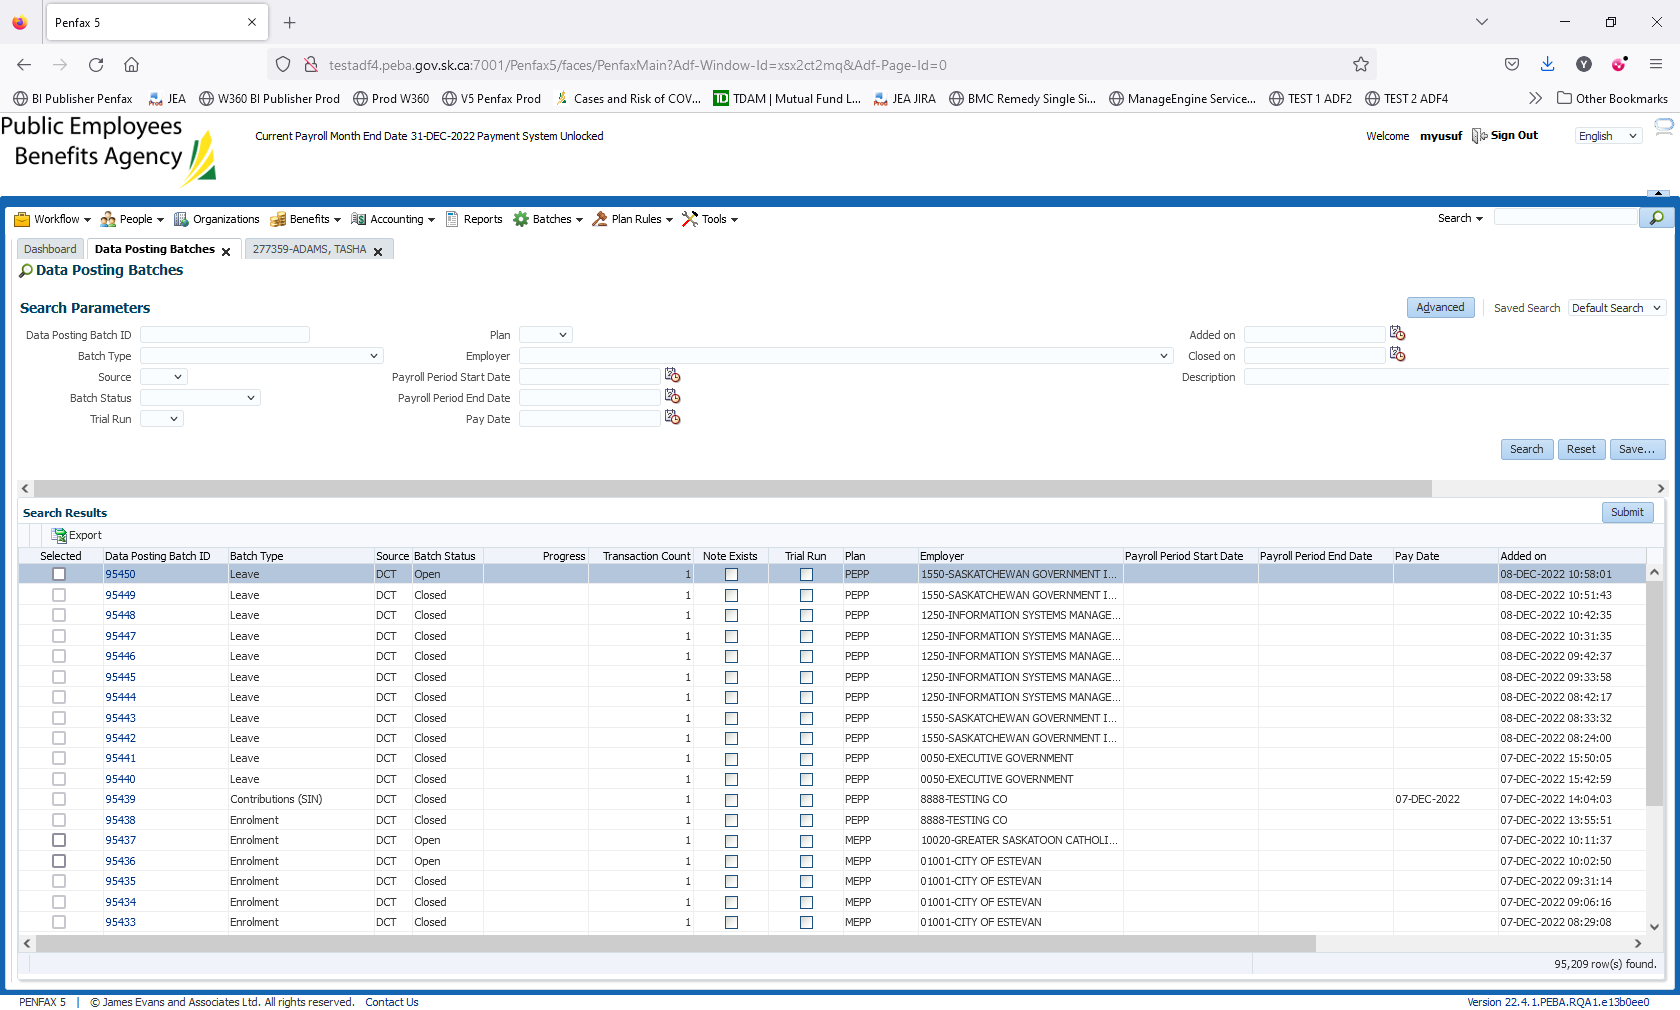 Penfax 5
testadf4.peba.gov.sk.ca:7001/Penfax5/faces/PenfaxMain?Adf-Window-Id=xsx2ct2mq&Adf-Page-Id=0
BI Publisher Penfax JEA W360 BI Publisher Prod Prod W360 V5 Penfax Prod Cases and Risk of COV... TD TDAM | Mutual Fund L... JEA JIRA BMC Remedy Single Si... ManageEngine Service... TEST 1 ADF2 TEST 2 ADF4 Other Bookmarks
Public Employees
Benefits Agency
Current Payroll Month End Date 31-DEC-2022 Payment System Unlocked
Welcome myusuf Sign Out English
Workflow People Organizations Benefits Accounting Reports Batches Plan Rules Tools Search
Dashboard Data Posting Batches 277359-ADAMS, TASHA
Data Posting Batches
Search Parameters Advanced Saved Search Default Search
Data Posting Batch ID Plan Added on
Batch Type Employer Closed on
Source Payroll Period Start Date Description
Batch Status Payroll Period End Date
Trial Run Pay Date
Search Reset Save...
Search Results Submit
Export
Selected Data Posting Batch ID Batch Type Source Batch Status Progress Transaction Count Note Exists Trial Run Plan Employer Payroll Period Start Date Payroll Period End Date Pay Date Added on
95450 Leave DCT Open 1 PEPP 1550-SASKATCHEWAN GOVERNMENT I... 08-DEC-2022 10:58:01
95449 Leave DCT Closed 1 PEPP 1550-SASKATCHEWAN GOVERNMENT I... 08-DEC-2022 10:51:43
95448 Leave DCT Closed 1 PEPP 1250-INFORMATION SYSTEMS MANAGE... 08-DEC-2022 10:42:35
95447 Leave DCT Closed 1 PEPP 1250-INFORMATION SYSTEMS MANAGE... 08-DEC-2022 10:31:35
95446 Leave DCT Closed 1 PEPP 1250-INFORMATION SYSTEMS MANAGE... 08-DEC-2022 09:42:37
95445 Leave DCT Closed 1 PEPP 1250-INFORMATION SYSTEMS MANAGE... 08-DEC-2022 09:33:58
95444 Leave DCT Closed 1 PEPP 1250-INFORMATION SYSTEMS MANAGE... 08-DEC-2022 08:42:17
95443 Leave DCT Closed 1 PEPP 1550-SASKATCHEWAN GOVERNMENT I... 08-DEC-2022 08:33:32
95442 Leave DCT Closed 1 PEPP 1550-SASKATCHEWAN GOVERNMENT I... 08-DEC-2022 08:24:00
95441 Leave DCT Closed 1 PEPP 0050-EXECUTIVE GOVERNMENT 07-DEC-2022 15:50:05
95440 Leave DCT Closed 1 PEPP 0050-EXECUTIVE GOVERNMENT 07-DEC-2022 15:42:59
95439 Contributions (SIN) DCT Closed 1 PEPP 8888-TESTING CO 07-DEC-2022 07-DEC-2022 14:04:03
95438 Enrolment DCT Closed 1 PEPP 8888-TESTING CO 07-DEC-2022 13:55:51
95437 Enrolment DCT Open 1 MEPP 10020-GREATER SASKATOON CATHOLI... 07-DEC-2022 10:11:37
95436 Enrolment DCT Open 1 MEPP 01001-CITY OF ESTEVAN 07-DEC-2022 10:02:50
95435 Enrolment DCT Closed 1 MEPP 01001-CITY OF ESTEVAN 07-DEC-2022 09:31:14
95434 Enrolment DCT Closed 1 MEPP 01001-CITY OF ESTEVAN 07-DEC-2022 09:06:16
95433 Enrolment DCT Closed 1 MEPP 01001-CITY OF ESTEVAN 07-DEC-2022 08:29:08
95,209 row(s) found.
PENFAX 5 | © James Evans and Associates Ltd. All rights reserved. Contact Us Version 22.4.1.PEBA.RQA1.e13b0ee0